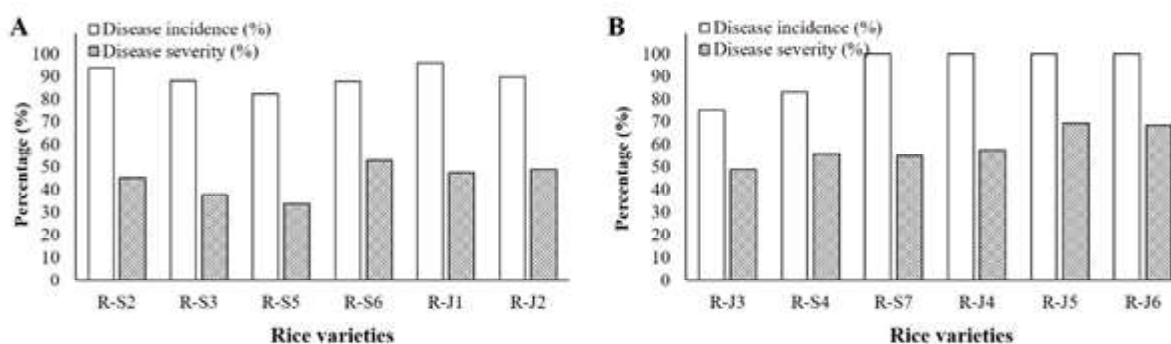 A
Disease incidence (%)
Disease severity (%)
100
90
80
70
60
50
40
30
20
10
0
Percentage (%)
R-S2 R-S3 R-S5 R-S6 R-J1 R-J2
Rice varieties
B
Disease incidence (%)
Disease severity (%)
100
90
80
70
60
50
40
30
20
10
0
Percentage (%)
R-J3 R-S4 R-S7 R-J4 R-J5 R-J6
Rice varieties